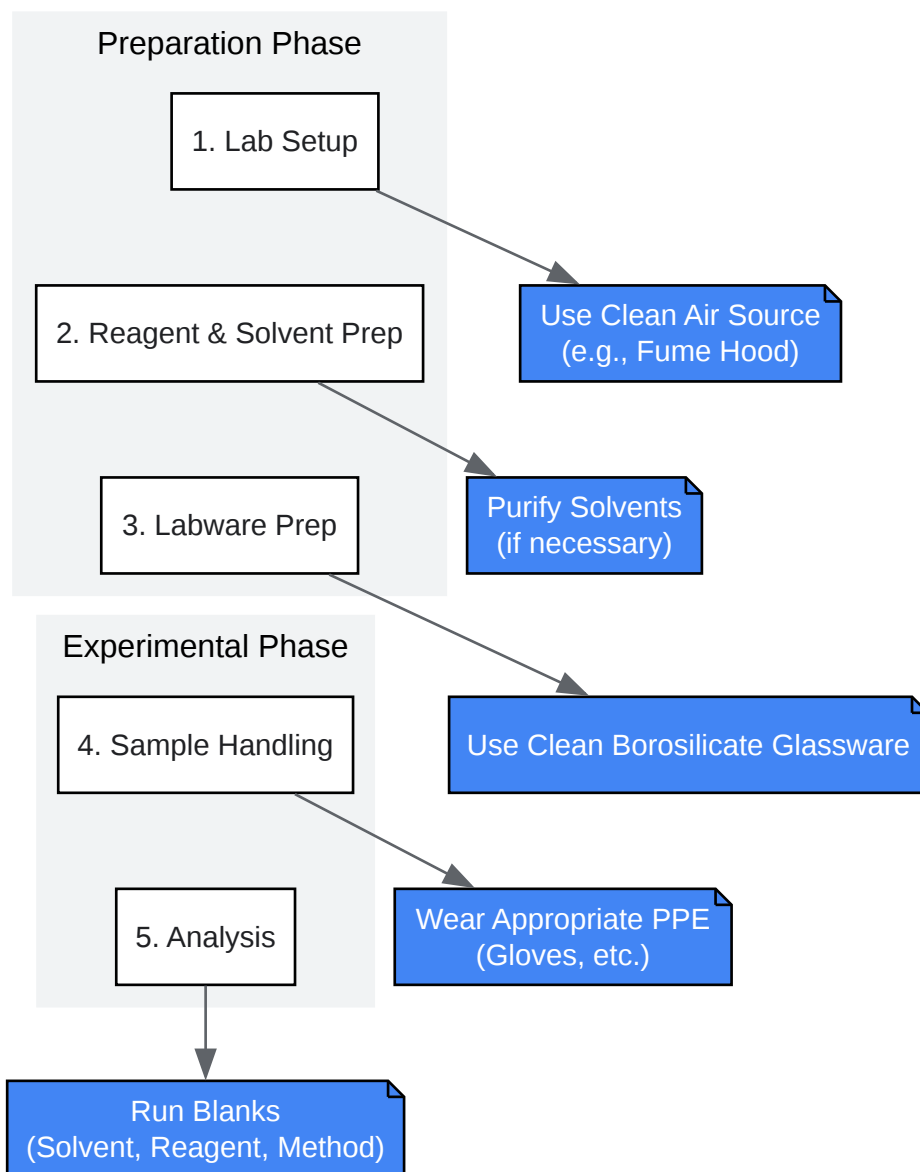 Preparation Phase
1. Lab Setup
Use Clean Air Source
(e.g., Fume Hood)
2. Reagent & Solvent Prep
Purify Solvents
(if necessary)
3. Labware Prep
Experimental Phase
Use Clean Borosilicate Glassware
4. Sample Handling
Wear Appropriate PPE
(Gloves, etc.)
5. Analysis
Run Blanks
(Solvent, Reagent, Method)